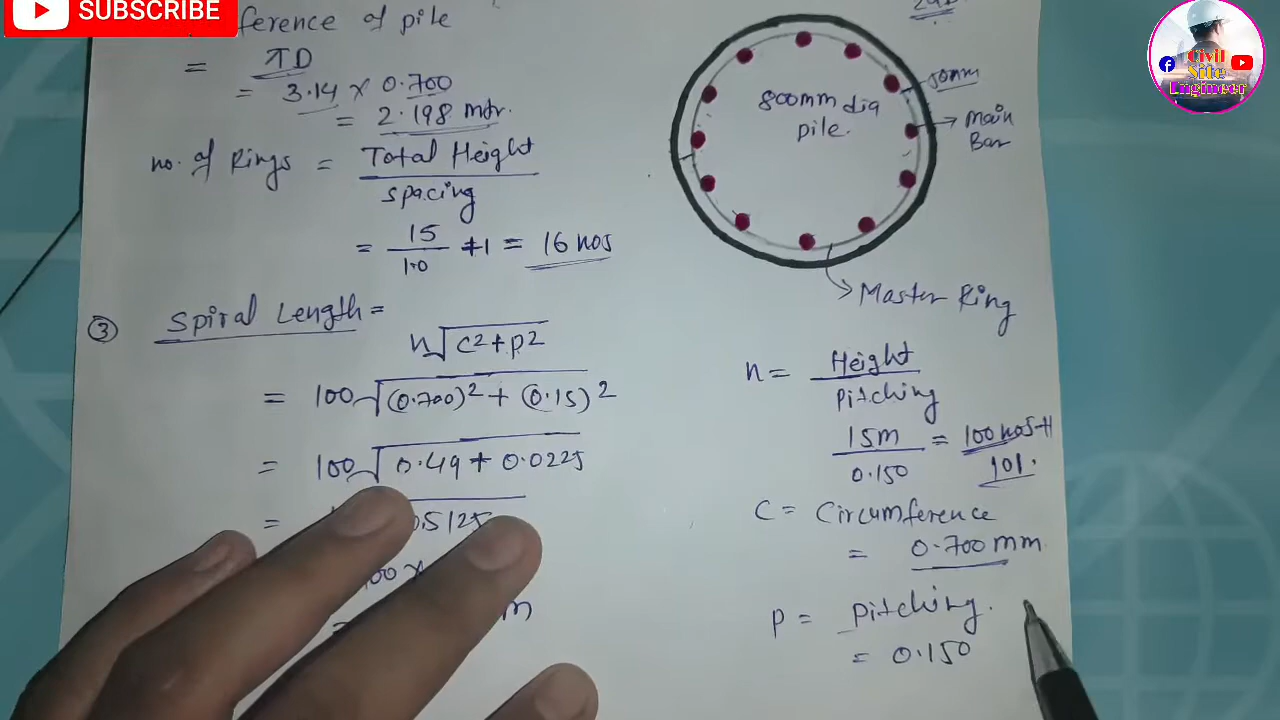 SUBSCRIBE
ference of pile
= πD
= 3.14 x 0.700
= 2.198 mtr.
no. of Rings = Total Height
spacing
= 15
1.0 +1 = 16 nos
③ Spiral Length =
n√C²+P²
= 100√(0.700)²+(0.15)²
= 100√0.49+0.0225
= 0.5125
m
800mm dia
pile.
50mm
Main
Bar
Master Ring
n = Height
Pitching
15m
0.150 = 100 nos+1
101.
C = Circumference
= 0.700 mm
P = Pitching.
= 0.150
Civil
Site
Engineer